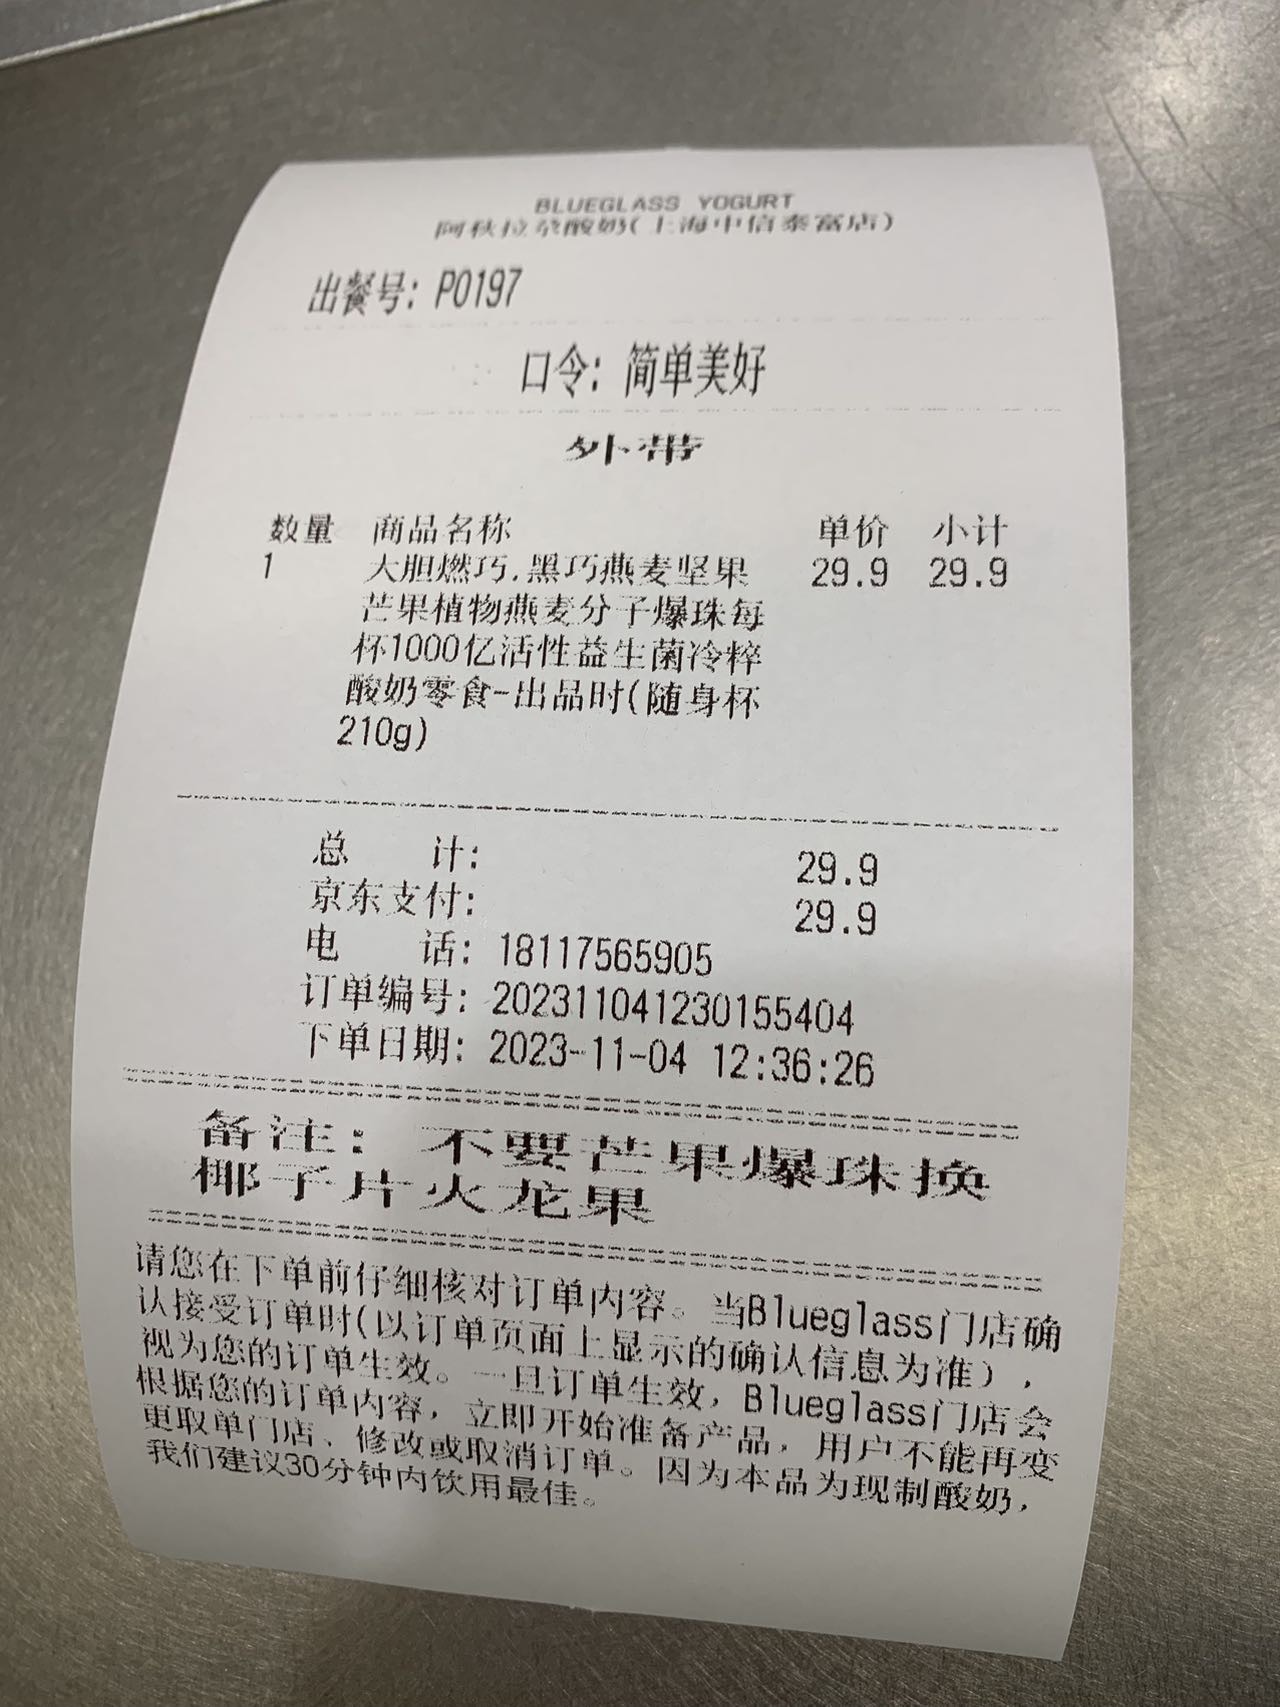 BLUEGLASS YOGURT
阿秋拉尕酸奶(上海中信泰富店)
出餐号: P0197
口令: 简单美好
外带
数量 商品名称 单价 小计
1 大胆燃巧.黑巧燕麦坚果 29.9 29.9
芒果植物燕麦分子爆珠每
杯1000亿活性益生菌冷粹
酸奶零食-出品时(随身杯
210g)
总 计: 29.9
京东支付: 29.9
电 话: 18117565905
订单编号: 202311041230155404
下单日期: 2023-11-04 12:36:26
备注: 不要芒果爆珠换
椰子片火龙果
请您在下单前仔细核对订单内容。当Blueglass门店确
认接受订单时(以订单页面上显示的确认信息为准),
视为您的订单生效。一旦订单生效,Blueglass门店会
根据您的订单内容,立即开始准备产品,用户不能再变
更取单门店、修改或取消订单。因为本品为现制酸奶,
我们建议30分钟内饮用最佳。